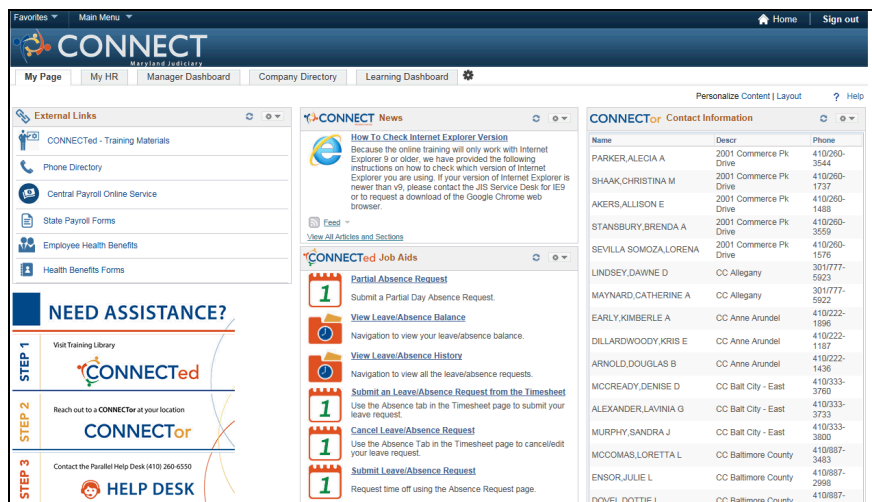 Favorites Main Menu Home Sign out
CONNECT
Maryland Judiciary
My Page My HR Manager Dashboard Company Directory Learning Dashboard
Personalize Content | Layout ? Help
External Links
CONNECTed - Training Materials
Phone Directory
Central Payroll Online Service
State Payroll Forms
Employee Health Benefits
Health Benefits Forms
NEED ASSISTANCE?
STEP 1
Visit Training Library
CONNECTed
STEP 2
Reach out to a CONNECTor at your location
CONNECTor
STEP 3
Contact the Parallel Help Desk (410) 260-6550
HELP DESK
CONNECT News
How To Check Internet Explorer Version
Because the online training will only work with Internet
Explorer 9 or older, we have provided the following
instructions on how to check which version of Internet
Explorer you are using. If your version of Internet Explorer is
newer than v9, please contact the JIS Service Desk for IE9
or to request a download of the Google Chrome web
browser.
Feed
View All Articles and Sections
CONNECTed Job Aids
1
Partial Absence Request
Submit a Partial Day Absence Request.
View Leave/Absence Balance
Navigation to view your leave/absence balance.
View Leave/Absence History
Navigation to view all the leave/absence requests.
1
Submit an Leave/Absence Request from the Timesheet
Use the Absence tab in the Timesheet page to submit your
leave request.
1
Cancel Leave/Absence Request
Use the Absence Tab in the Timesheet page to cancel/edit
your leave request.
1
Submit Leave/Absence Request
Request time off using the Absence Request page.
CONNECTor Contact Information
Name Descr Phone
PARKER,ALECIA A 2001 Commerce Pk Drive 410/260-3544
SHAAK,CHRISTINA M 2001 Commerce Pk Drive 410/260-1737
AKERS,ALLISON E 2001 Commerce Pk Drive 410/260-1488
STANSBURY,BRENDA A 2001 Commerce Pk Drive 410/260-3559
SEVILLA SOMOZA,LORENA 2001 Commerce Pk Drive 410/260-1576
LINDSEY,DAWNE D CC Allegany 301/777-5923
MAYNARD,CATHERINE A CC Allegany 301/777-5922
EARLY,KIMBERLE A CC Anne Arundel 410/222-1896
DILLARDWOODY,KRIS E CC Anne Arundel 410/222-1187
ARNOLD,DOUGLAS B CC Anne Arundel 410/222-1436
MCCREADY,DENISE D CC Balt City - East 410/333-3760
ALEXANDER,LAVINIA G CC Balt City - East 410/333-3733
MURPHY,SANDRA J CC Balt City - East 410/333-3800
MCCOMAS,LORETTA L CC Baltimore County 410/887-3483
ENSOR,JULIE L CC Baltimore County 410/887-2998
DOVEL,DOTTIE L CC Baltimore County 410/887-